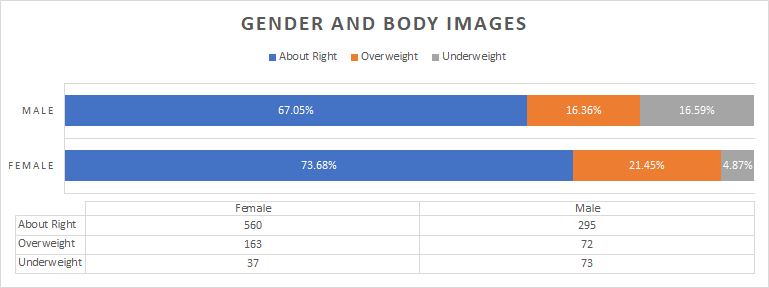 GENDER AND BODY IMAGES
About Right Overweight Underweight
MALE 67.05% 16.36% 16.59%
FEMALE 73.68% 21.45% 4.87%
Female Male
About Right 560 295
Overweight 163 72
Underweight 37 73